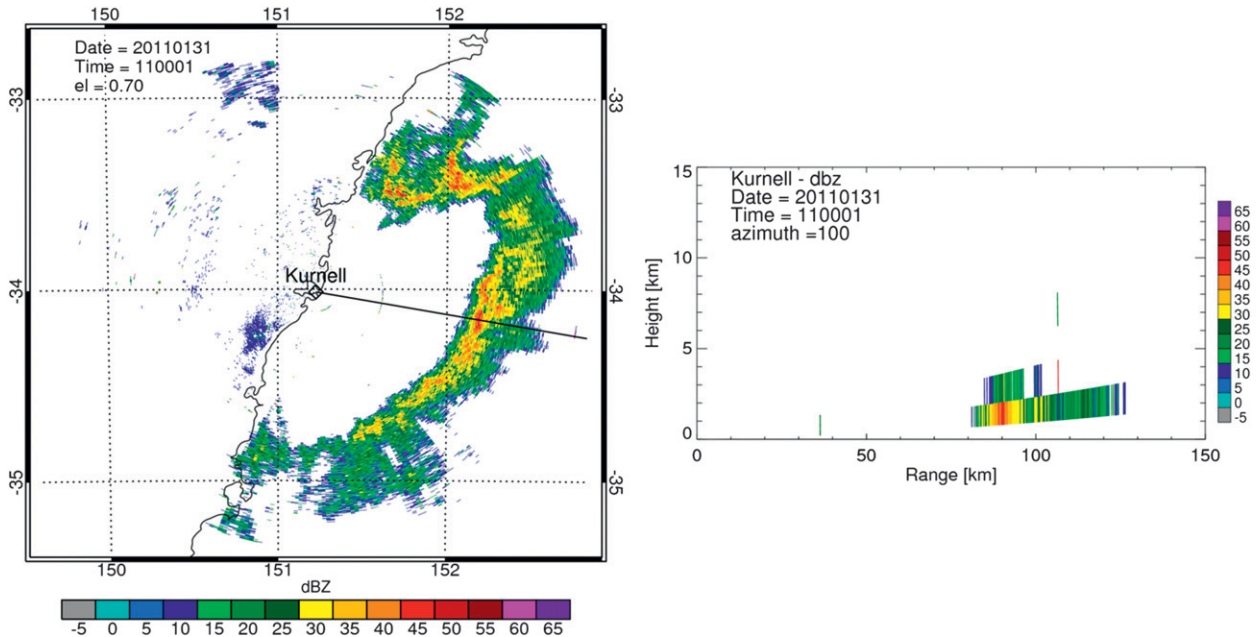 150 151 152
Date = 20110131
Time = 110001
el = 0.70
-33 -33
Kurnell
-34 -34
-35 -35
150 151 152
dBZ
-5 0 5 10 15 20 25 30 35 40 45 50 55 60 65
15
Kurnell - dbz
Date = 20110131
Time = 110001
azimuth =100
10
Height [km]
5
0
0 50 100 150
Range [km]
65
60
55
50
45
40
35
30
25
20
15
10
5
0
-5